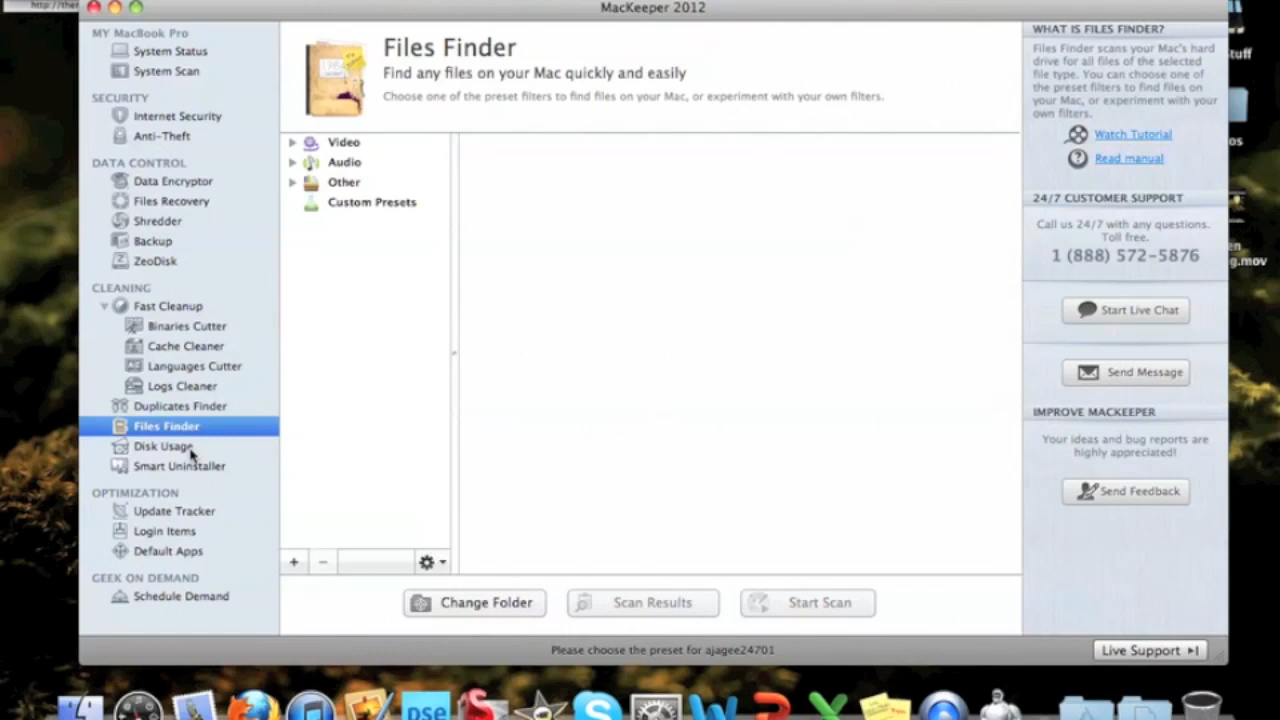 http://ther
MacKeeper 2012
MY MacBook Pro
System Status
System Scan
SECURITY
Internet Security
Anti-Theft
DATA CONTROL
Data Encryptor
Files Recovery
Shredder
Backup
ZeoDisk
CLEANING
Fast Cleanup
Binaries Cutter
Cache Cleaner
Languages Cutter
Logs Cleaner
Duplicates Finder
Files Finder
Disk Usage
Smart Uninstaller
OPTIMIZATION
Update Tracker
Login Items
Default Apps
GEEK ON DEMAND
Schedule Demand
Files Finder
Find any files on your Mac quickly and easily
Choose one of the preset filters to find files on your Mac, or experiment with your own filters.
Video
Audio
Other
Custom Presets
Change Folder
Scan Results
Start Scan
Please choose the preset for ajagee24701
WHAT IS FILES FINDER?
Files Finder scans your Mac's hard
drive for all files of the selected
file type. You can choose one of
the preset filters to find files on
your Mac, or experiment with your
own filters.
Watch Tutorial
Read manual
24/7 CUSTOMER SUPPORT
Call us 24/7 with any questions.
Toll free.
1 (888) 572-5876
Start Live Chat
Send Message
IMPROVE MACKEEPER
Your ideas and bug reports are
highly appreciated!
Send Feedback
Live Support
tuff
os
en
g.mov
pse